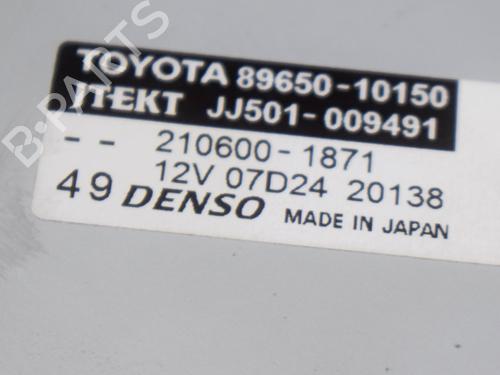 TOYOTA 89650-10150
JTEKT JJ501-009491
-- 210600-1871
12V 07D24 20138
49 DENSO MADE IN JAPAN
B-PARTS